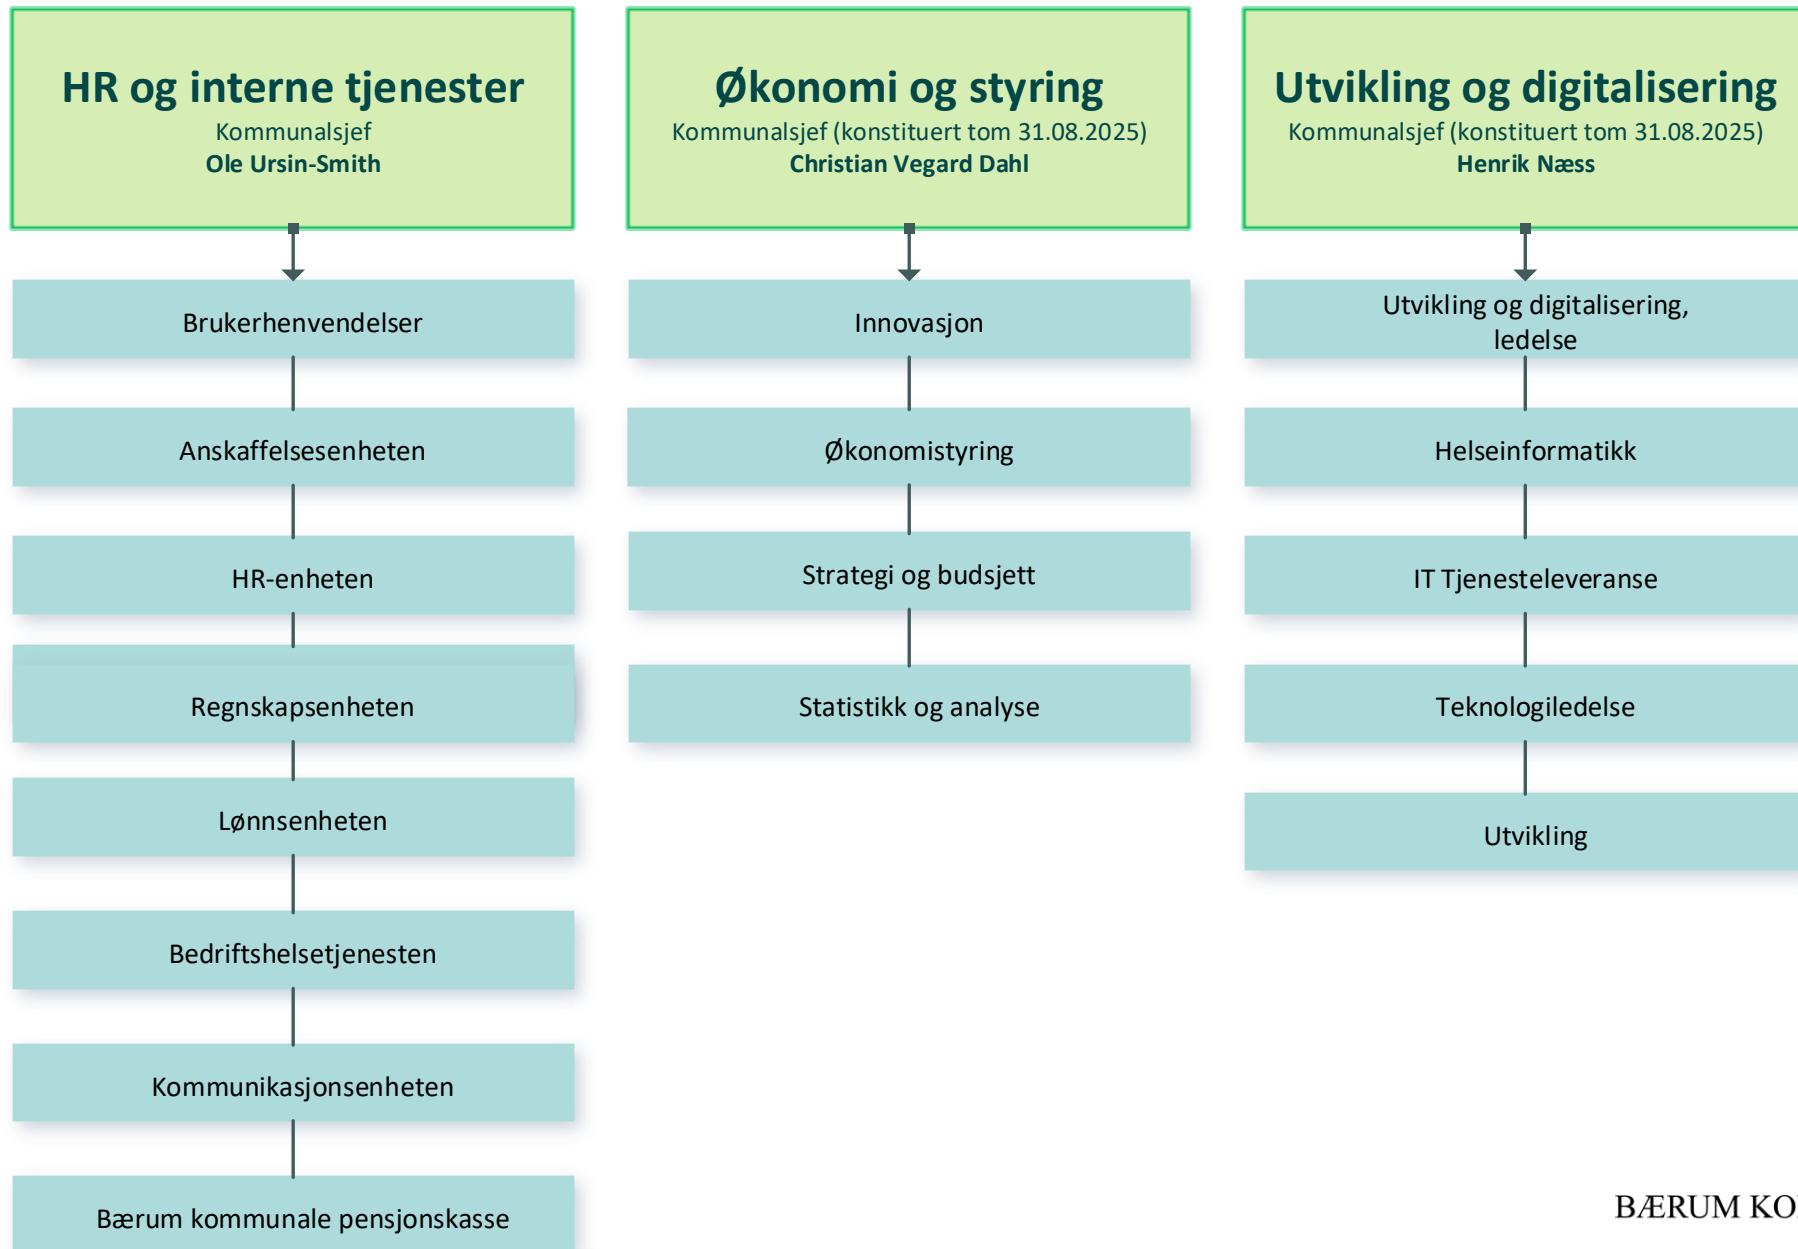 HR og interne tjenester
Kommunalsjef
Ole Ursin-Smith
Brukerhenvendelser
Anskaffelsesenheten
HR-enheten
Regnskapsenheten
Lønnsenheten
Bedriftshelsetjenesten
Kommunikasjonsenheten
Bærum kommunale pensjonskasse
Økonomi og styring
Kommunalsjef (konstituert tom 31.08.2025)
Christian Vegard Dahl
Innovasjon
Økonomistyring
Strategi og budsjett
Statistikk og analyse
Utvikling og digitalisering
Kommunalsjef (konstituert tom 31.08.2025)
Henrik Næss
Utvikling og digitalisering,
ledelse
Helseinformatikk
IT Tjenesteleveranse
Teknologiledelse
Utvikling
BÆRUM